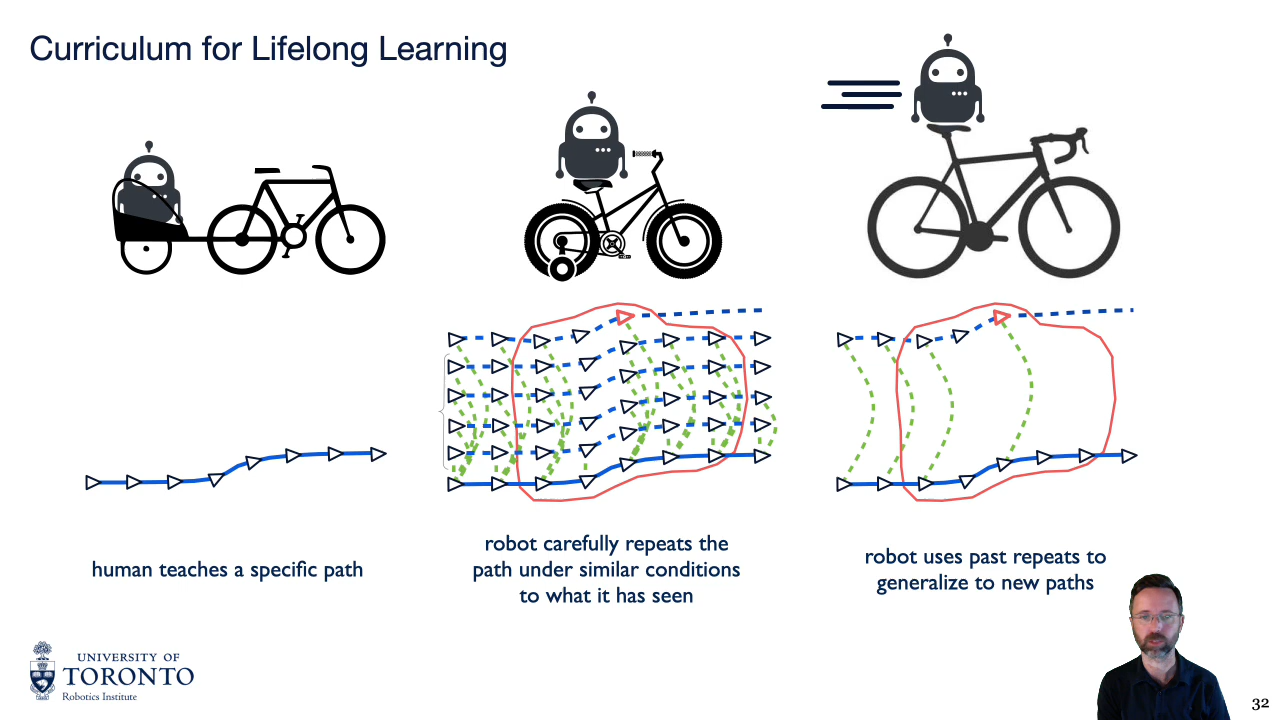 Curriculum for Lifelong Learning
human teaches a specific path
robot carefully repeats the
path under similar conditions
to what it has seen
robot uses past repeats to
generalize to new paths
UNIVERSITY OF
TORONTO
Robotics Institute
32